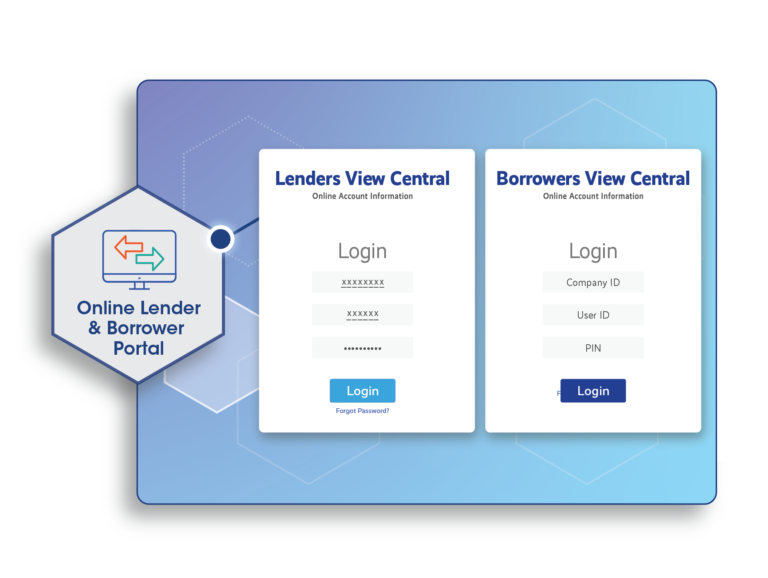 Online Lender
& Borrower
Portal
Lenders View Central
Online Account Information
Login
xxxxxxxx
xxxxxx
••••••••••
Login
Forgot Password?
Borrowers View Central
Online Account Information
Login
Company ID
User ID
PIN
Login